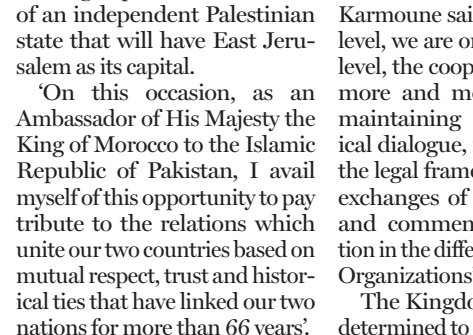 of an independent Palestinian
state that will have East Jeru-
salem as its capital.
‘On this occasion, as an
Ambassador of His Majesty the
King of Morocco to the Islamic
Republic of Pakistan, I avail
myself of this opportunity to pay
tribute to the relations which
unite our two countries based on
mutual respect, trust and histor-
ical ties that have linked our two
nations for more than 66 years’.
Karmoune sai
level, we are o
level, the coop
more and m
maintaining
ical dialogue,
the legal frame
exchanges of
and commen
tion in the diffe
Organizations
The Kingdo
determined to